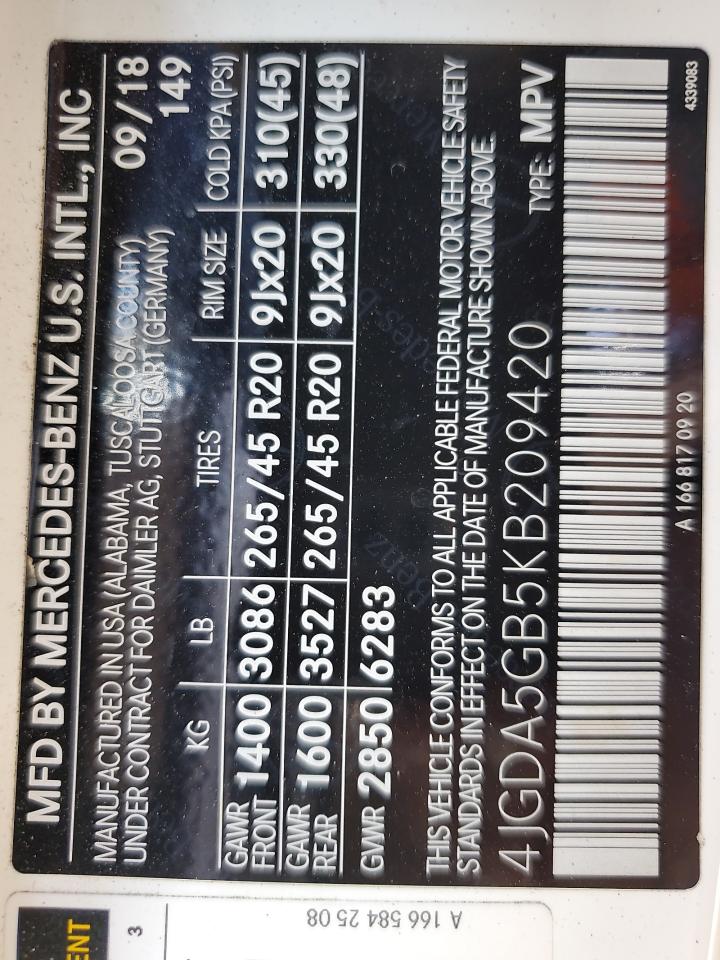 MFD BY MERCEDES-BENZ U.S. INTL., INC
MANUFACTURED IN USA (ALABAMA, TUSCALOOSA COUNTY) 09/18
UNDER CONTRACT FOR DAIMLER AG, STUTTGART (GERMANY) 149
KG LB TIRES RIM SIZE COLD KPA (PSI)
GAWR FRONT 1400 3086 265/45 R20 9Jx20 310(45)
GAWR REAR 1600 3527 265/45 R20 9Jx20 330(48)
GVWR 2850 6283
THIS VEHICLE CONFORMS TO ALL APPLICABLE FEDERAL MOTOR VEHICLE SAFETY
STANDARDS IN EFFECT ON THE DATE OF MANUFACTURE SHOWN ABOVE.
4JGDA5GB5KB209420 TYPE: MPV
A 166 817 09 20
4339083
A 166 584 25 08
3